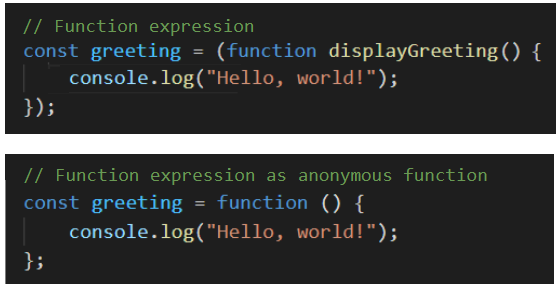 // Function expression
const greeting = (function displayGreeting() {
    console.log("Hello, world!");
});
// Function expression as anonymous function
const greeting = function () {
    console.log("Hello, world!");
};